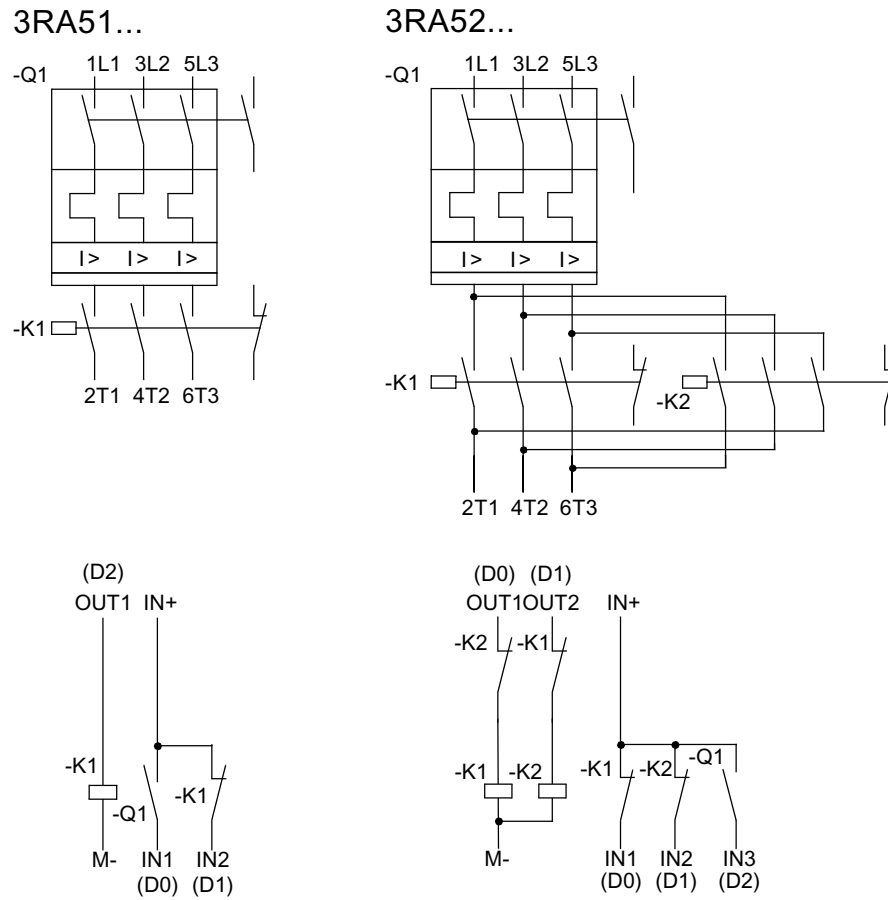 3RA51...
3RA52...
-Q1
1L1 3L2 5L3
I> I> I>
-K1
2T1 4T2 6T3
-Q1
1L1 3L2 5L3
I> I> I>
-K1
-K2
2T1 4T2 6T3
(D2)
OUT1 IN+
-K1
-Q1
-K1
M- IN1 IN2
(D0) (D1)
(D0) (D1)
OUT1OUT2 IN+
-K2 -K1
-K1 -K2 -K1 -K2 -Q1
M- IN1 IN2 IN3
(D0) (D1) (D2)